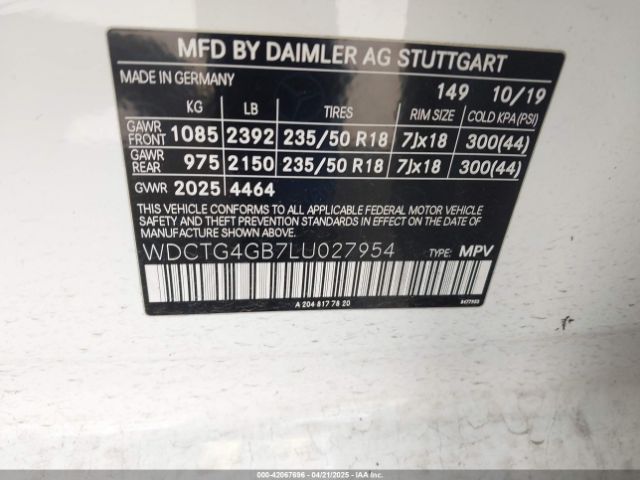 MFD BY DAIMLER AG STUTTGART
MADE IN GERMANY 149 10/19
KG LB TIRES RIM SIZE COLD KPA(PSI)
GAWR FRONT 1085 2392 235/50 R18 7Jx18 300(44)
GAWR REAR 975 2150 235/50 R18 7Jx18 300(44)
GVWR 2025 4464
THIS VEHICLE CONFORMS TO ALL APPLICABLE FEDERAL MOTOR VEHICLE
SAFETY AND THEFT PREVENTION STANDARDS IN EFFECT ON THE DATE OF
MANUFACTURE SHOWN ABOVE.
WDCTG4GB7LU027954 TYPE: MPV
A 204 817 78 20
000-42067696 - 04/21/2025 - IAAI.COM